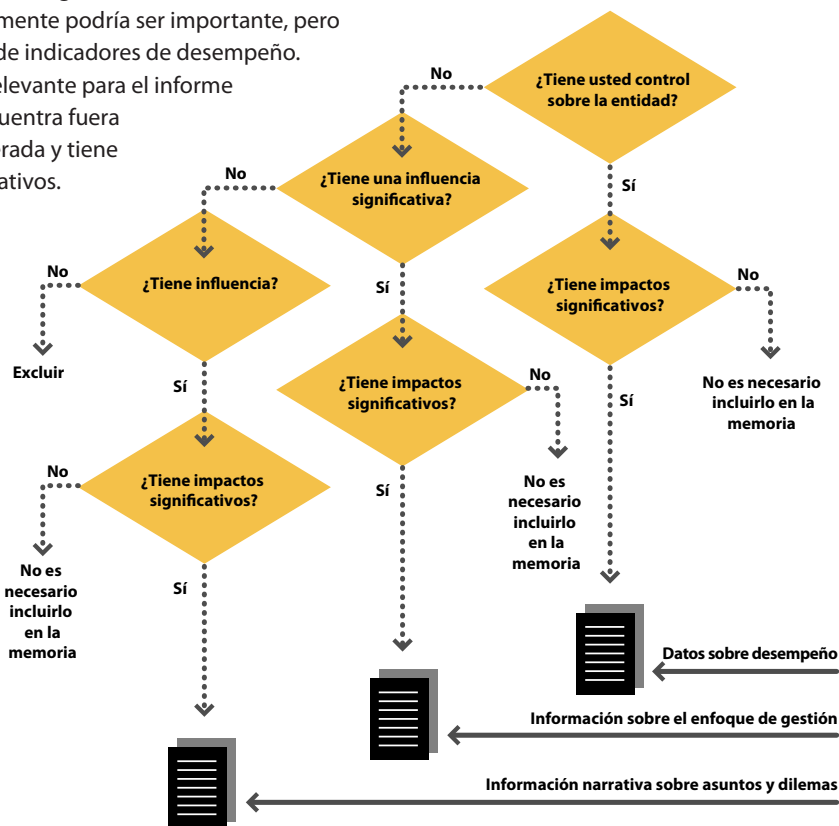 mente podría ser importante, pero
de indicadores de desempeño.
elevante para el informe
uentra fuera
erada y tiene
ativos.
¿Tiene usted control
sobre la entidad?
No
Sí
¿Tiene una influencia
significativa?
No
Sí
¿Tiene impactos
significativos?
No
No es necesario
incluirlo en la
memoria
Sí
¿Tiene influencia?
No
Excluir
Sí
¿Tiene impactos
significativos?
No
No es
necesario
incluirlo
en la
memoria
Sí
¿Tiene impactos
significativos?
No
No es
necesario
incluirlo
en la
memoria
Sí
Datos sobre desempeño
Información sobre el enfoque de gestión
Información narrativa sobre asuntos y dilemas